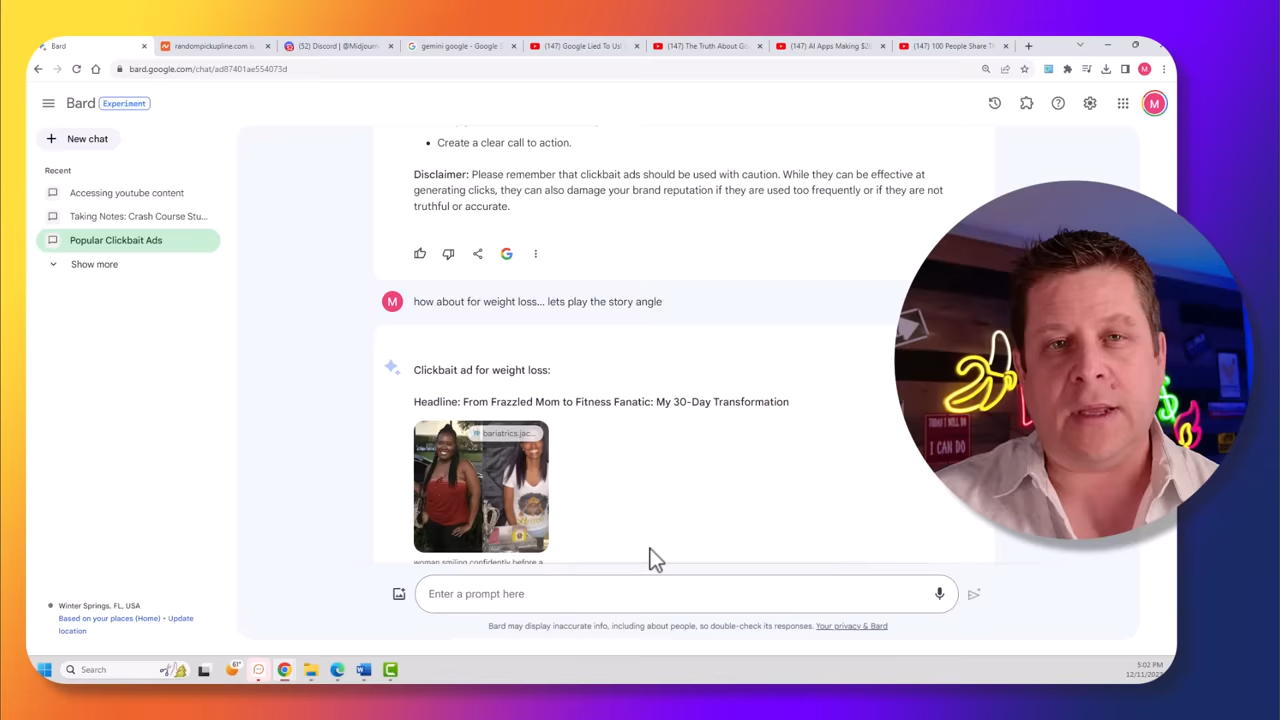 Bard
randompickupline.com is
(52) Discord | @Midjourn
gemini google - Google S
(147) Google Lied To Us!
(147) The Truth About Go
(147) AI Apps Making $2
(147) 100 People Share Th
bard.google.com/chat/ad87401ae554073d
M
Bard Experiment
M
New chat
Recent
Accessing youtube content
Taking Notes: Crash Course Stu...
Popular Clickbait Ads
Show more
• Create a clear call to action.
Disclaimer: Please remember that clickbait ads should be used with caution. While they can be effective at
generating clicks, they can also damage your brand reputation if they are used too frequently or if they are not
truthful or accurate.
M how about for weight loss... lets play the story angle
Clickbait ad for weight loss:
Headline: From Frazzled Mom to Fitness Fanatic: My 30-Day Transformation
bariatrics.jac...
woman smiling confidently before a
TODAY I WILL DO
I CAN DO
Enter a prompt here
Bard may display inaccurate info, including about people, so double-check its responses. Your privacy & Bard
Winter Springs, FL, USA
Based on your places (Home) • Update
location
Search
61°
5:02 PM